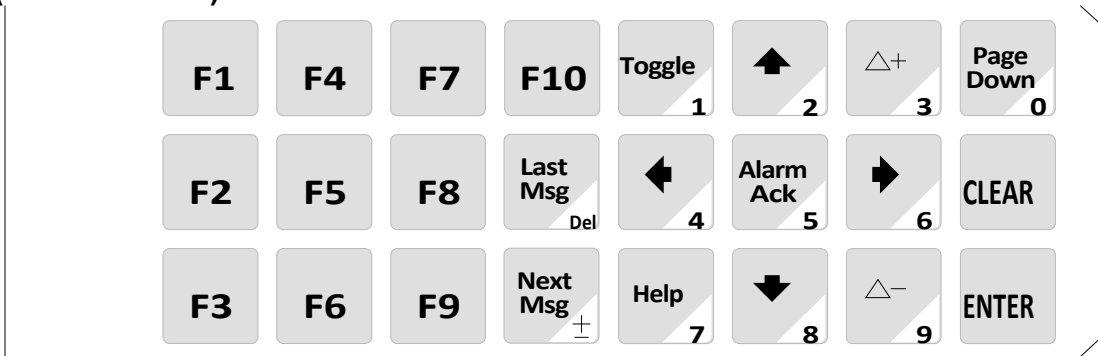 F1 F4 F7 F10 Toggle 1 2 △+ 3 Page Down 0
F2 F5 F8 Last Msg Del 4 Alarm Ack 5 6 CLEAR
F3 F6 F9 Next Msg ± Help 7 8 △− 9 ENTER